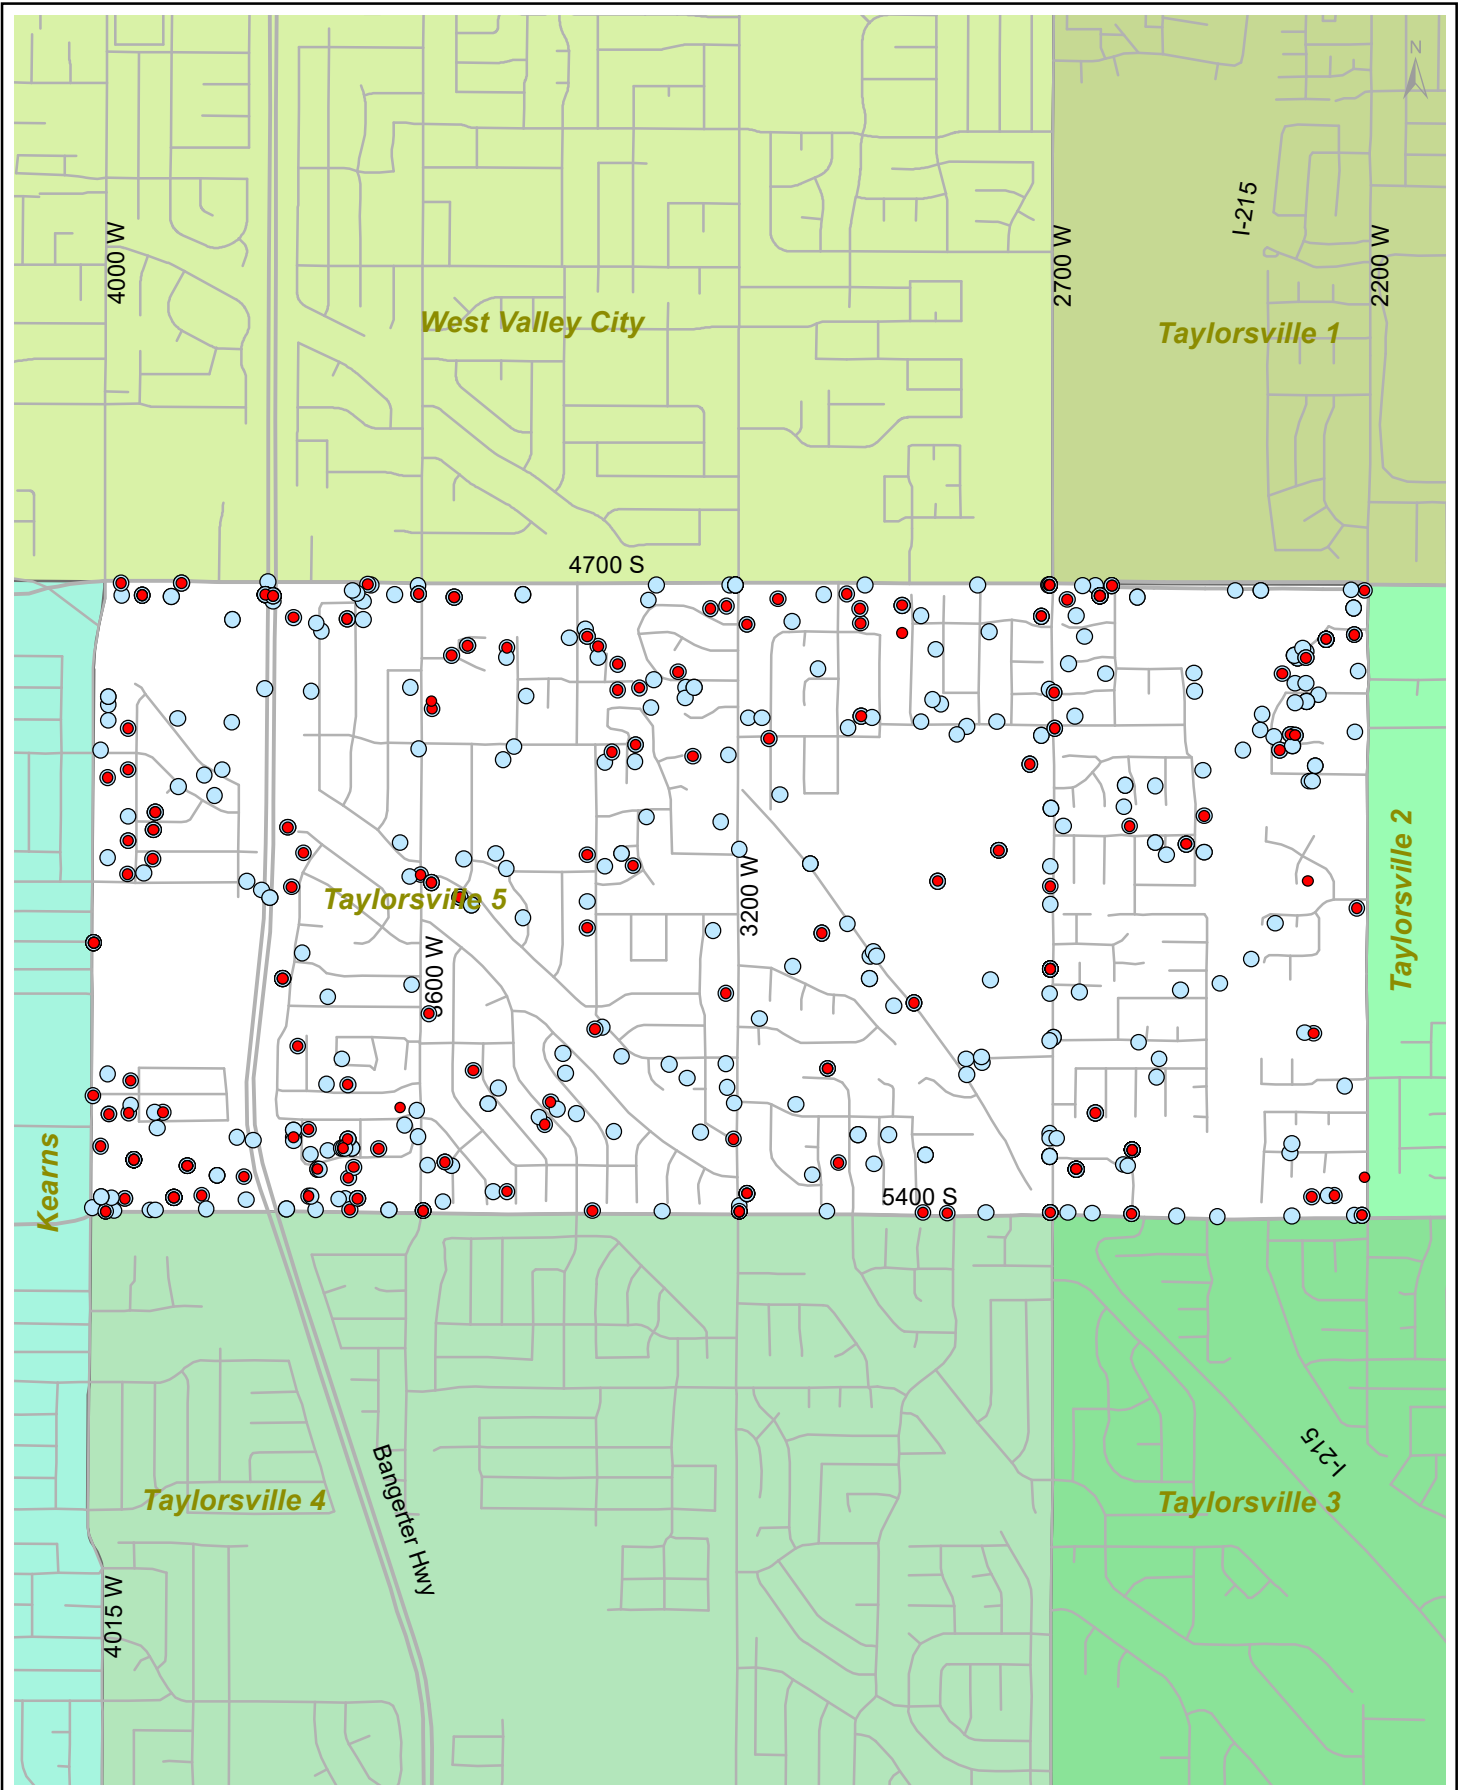 N
I-215
4000 W
2700 W
2200 W
West Valley City
Taylorsville 1
4700 S
Taylorsville 2
Taylorsville 5
3200 W
3600 W
Kearns
5400 S
I-215
Bangerter Hwy
Taylorsville 4
Taylorsville 3
4015 W